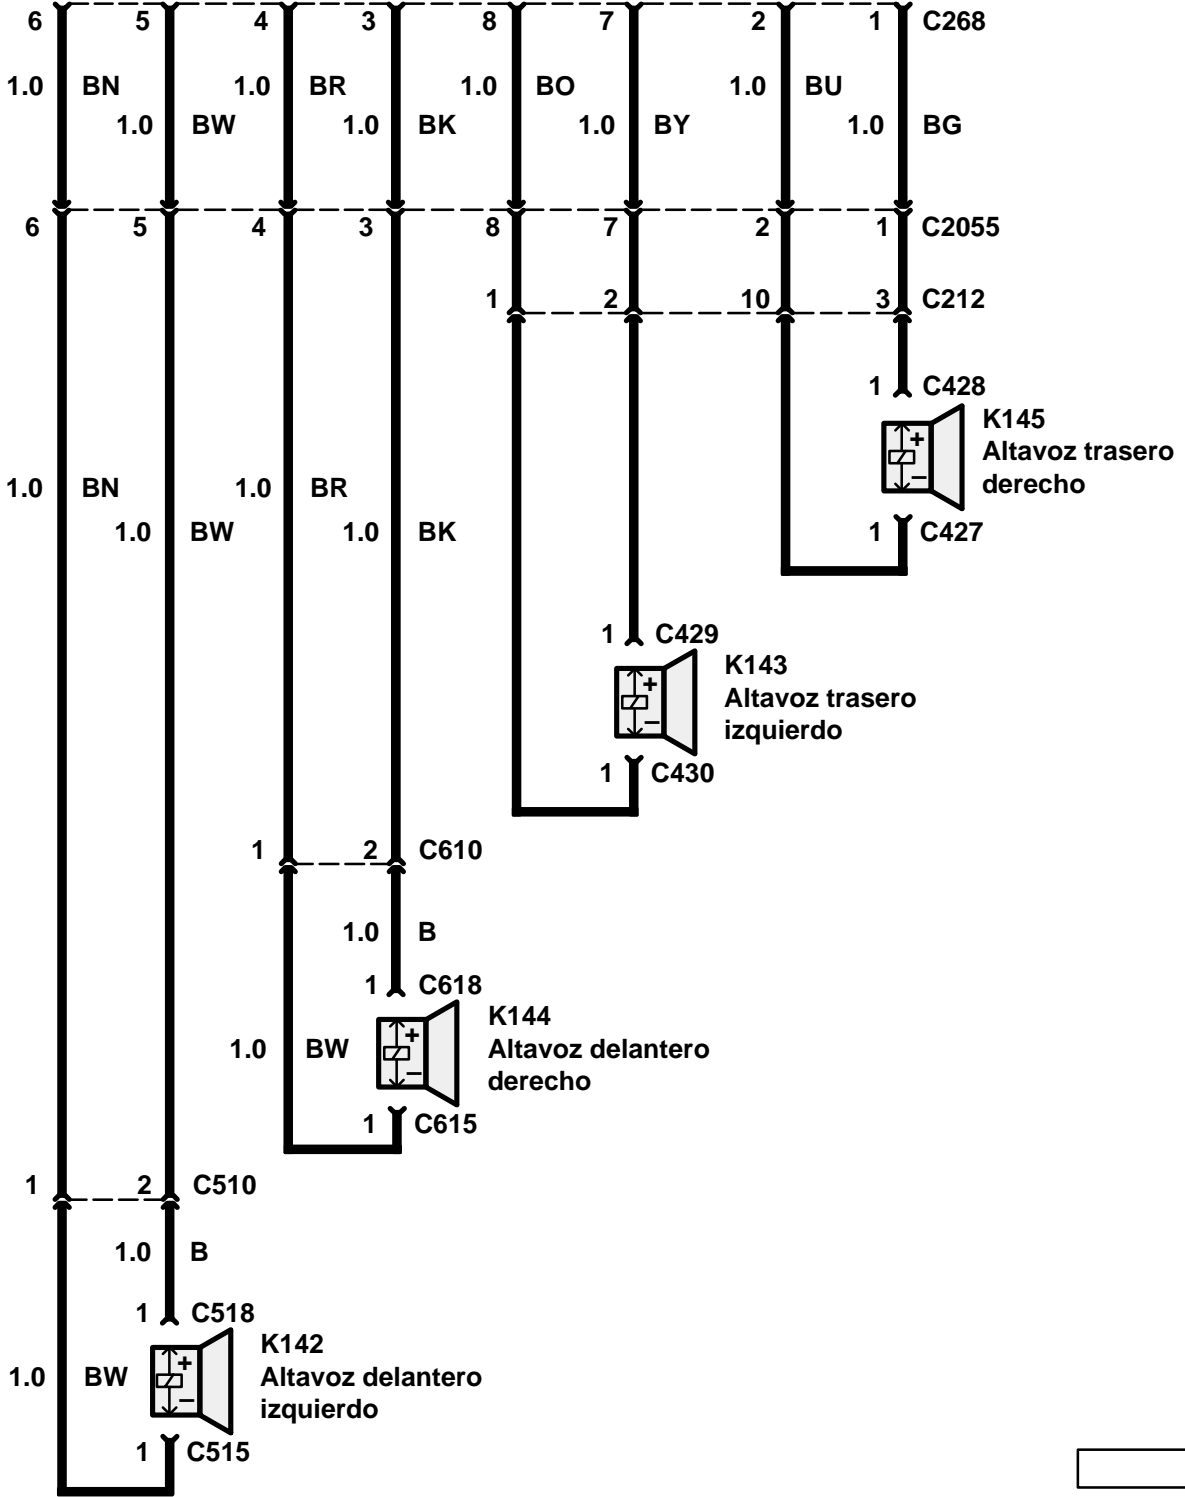 6 5 4 3 8 7 2 1 C268
1.0 BN 1.0 BR 1.0 BO 1.0 BU
1.0 BW 1.0 BK 1.0 BY 1.0 BG
6 5 4 3 8 7 2 1 C2055
1 2 10 3 C212
1 C428
K145
Altavoz trasero
derecho
+
–
1.0 BN 1.0 BR
1.0 BW 1.0 BK
1 C427
1 C429
K143
Altavoz trasero
izquierdo
+
–
1 C430
1 2 C610
1.0 B
1 C618
K144
Altavoz delantero
derecho
+
–
1.0 BW
1 C615
1 2 C510
1.0 B
1 C518
K142
Altavoz delantero
izquierdo
+
–
1.0 BW
1 C515